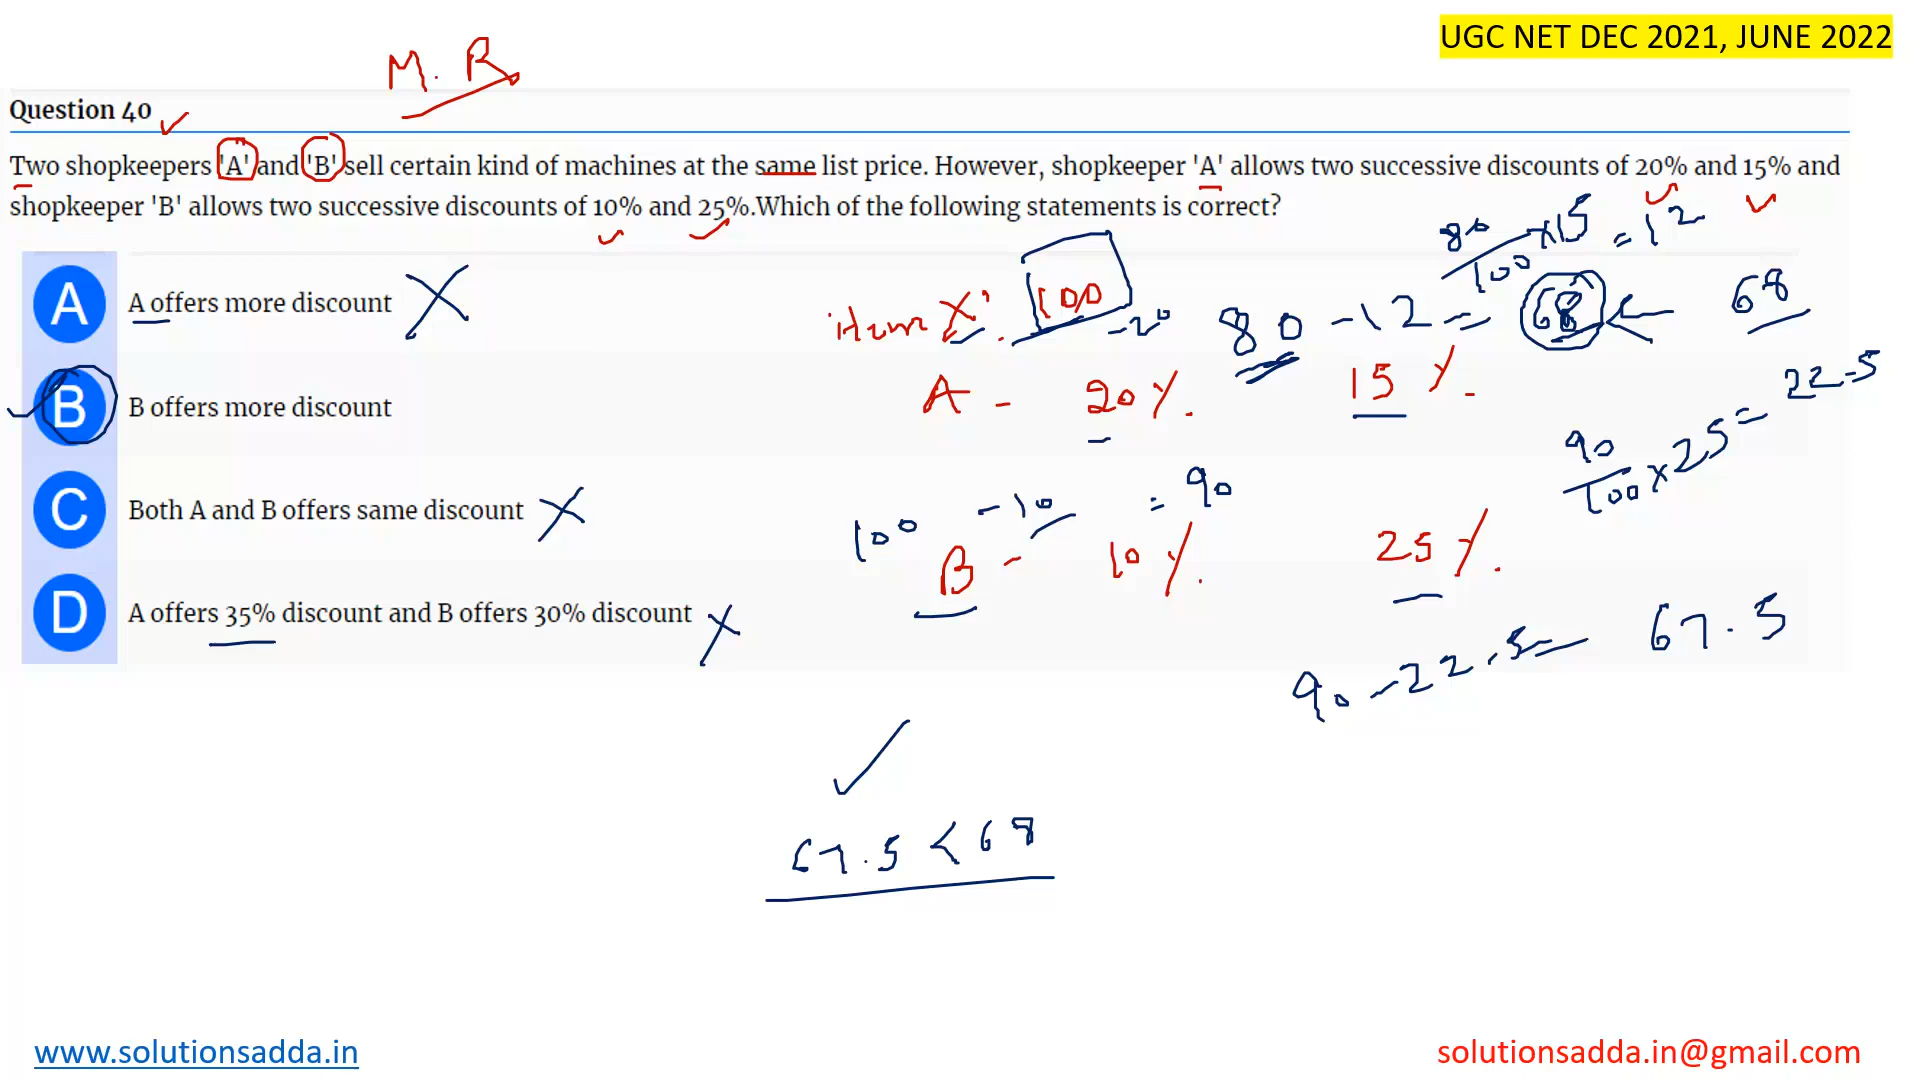 UGC NET DEC 2021, JUNE 2022
M. R
Question 40
Two shopkeepers 'A' and 'B' sell certain kind of machines at the same list price. However, shopkeeper 'A' allows two successive discounts of 20% and 15% and
shopkeeper 'B' allows two successive discounts of 10% and 25%.Which of the following statements is correct?
80/100 x 15 = 12
A A offers more discount
Item X'. 100 - 20 80 - 12 = 68 68
A - 20 %. 15 %.
B B offers more discount
90/100 x 25 = 22.5
C Both A and B offers same discount
100 - 10 = 90
B - 10 %. 25 %.
D A offers 35% discount and B offers 30% discount
90 - 22.5 = 67.5
67.5 < 68
www.solutionsadda.in
solutionsadda.in@gmail.com